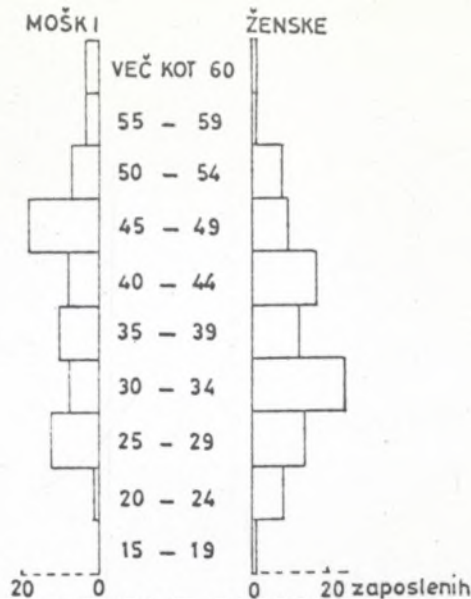 MOŠKI ŽENSKE
VEČ KOT 60
55 – 59
50 – 54
45 – 49
40 – 44
35 – 39
30 – 34
25 – 29
20 – 24
15 – 19
20 0 0 20 zaposlenih